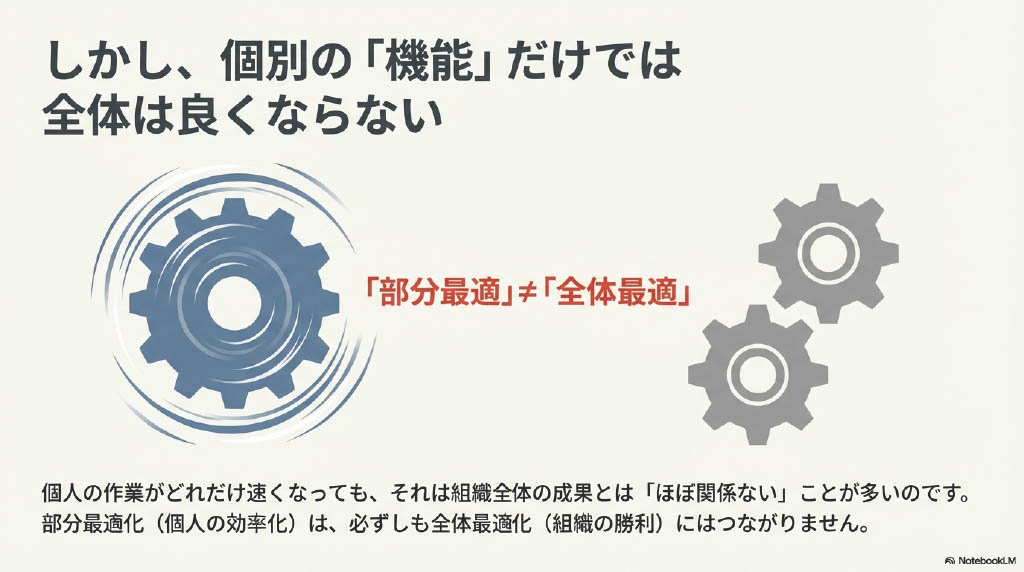 しかし、個別の「機能」だけでは
全体は良くならない
「部分最適」≠「全体最適」
個人の作業がどれだけ速くなっても、それは組織全体の成果とは「ほぼ関係ない」ことが多いのです。
部分最適化（個人の効率化）は、必ずしも全体最適化（組織の勝利）にはつながりません。
NotebookLM